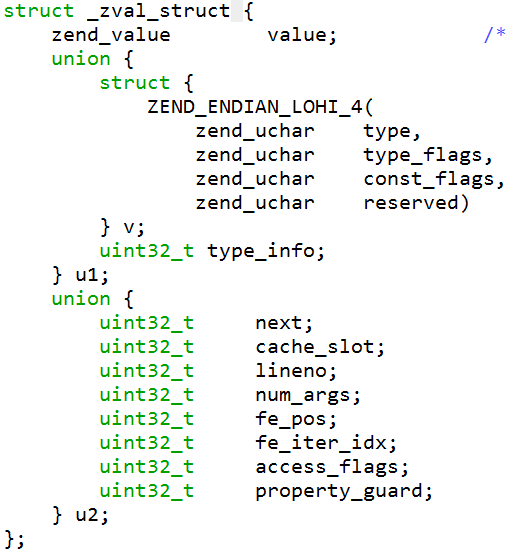 struct _zval_struct {
    zend_value        value;            /*
    union {
        struct {
            ZEND_ENDIAN_LOHI_4(
                zend_uchar    type,
                zend_uchar    type_flags,
                zend_uchar    const_flags,
                zend_uchar    reserved)
        } v;
        uint32_t type_info;
    } u1;
    union {
        uint32_t     next;
        uint32_t     cache_slot;
        uint32_t     lineno;
        uint32_t     num_args;
        uint32_t     fe_pos;
        uint32_t     fe_iter_idx;
        uint32_t     access_flags;
        uint32_t     property_guard;
    } u2;
};